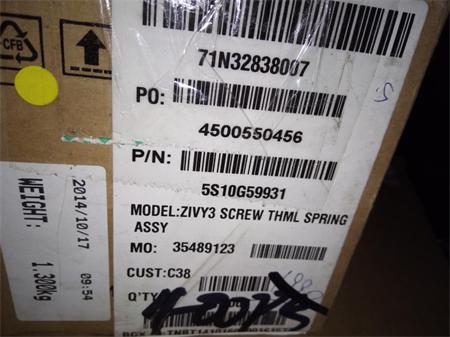 CFB
71N32838007
PO:
4500550456
P/N:
5S10G59931
MODEL:ZIVY3 SCREW THML SPRING
ASSY
MO: 35489123
CUST:C38
Q'TY
2014/10/17 09:54
WEIGHT: 1.300kg